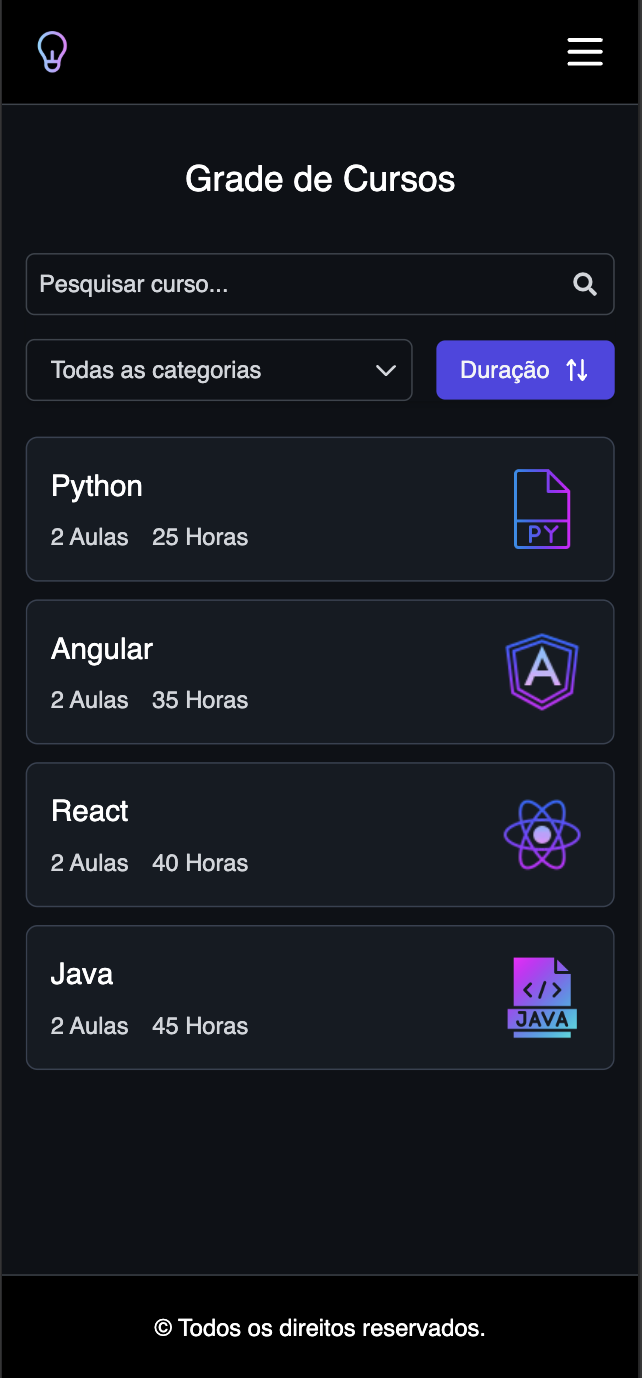 Grade de Cursos
Pesquisar curso...
Todas as categorias
Duração
Python
2 Aulas 25 Horas
PY
Angular
2 Aulas 35 Horas
A
React
2 Aulas 40 Horas
Java
2 Aulas 45 Horas
</>
JAVA
© Todos os direitos reservados.